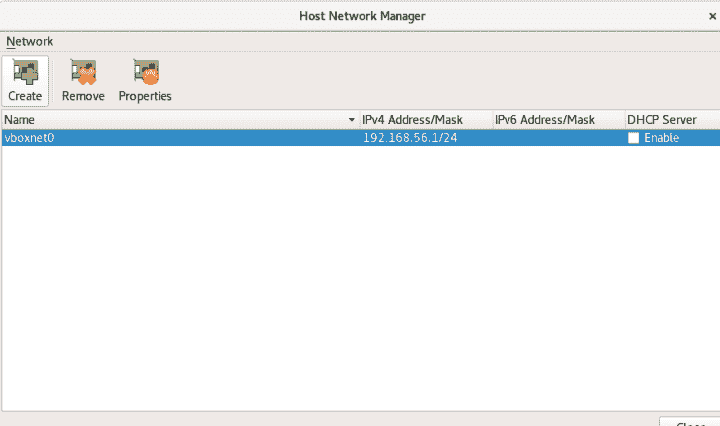 Host Network Manager ×
Network
Create Remove Properties
Name IPv4 Address/Mask IPv6 Address/Mask DHCP Server
vboxnet0 192.168.56.1/24 Enable